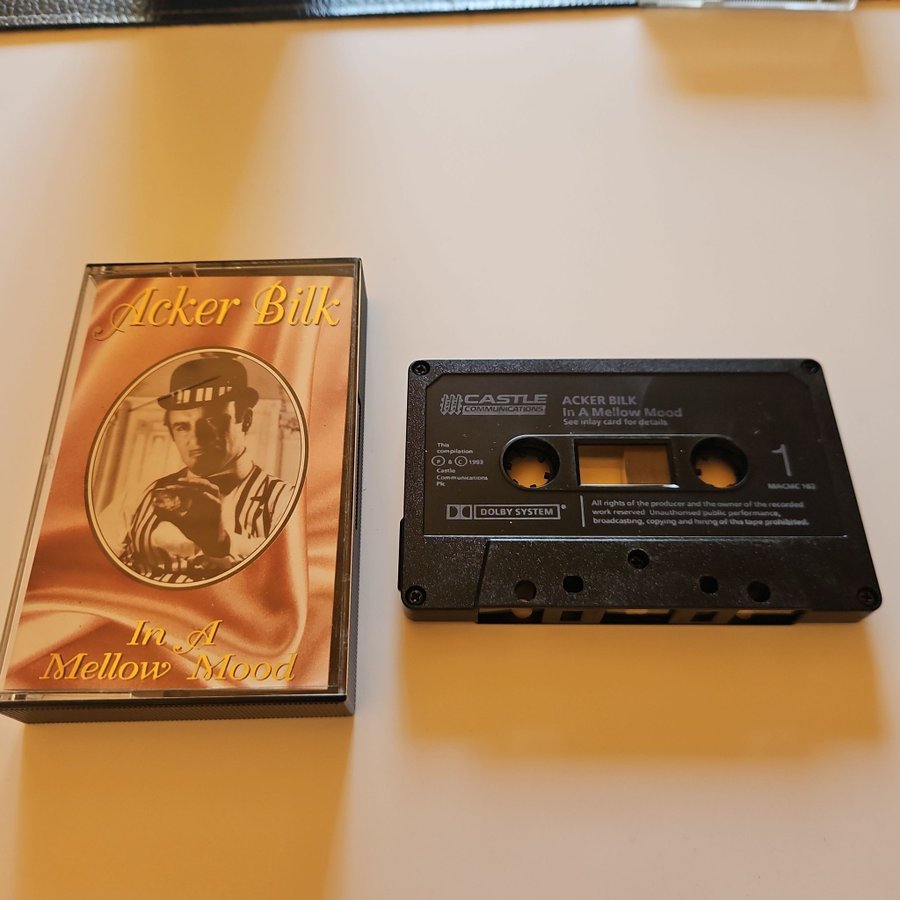 Acker Bilk
In A
Mellow Mood
CASTLE
COMMUNICATIONS
ACKER BILK
In A Mellow Mood
See inlay card for details
This
compilation
Ⓟ & © 1993
Castle
Communications
Plc
1
MACMC 162
DOLBY SYSTEM®
All rights of the producer and the owner of the recorded
work reserved Unauthorised public performance,
broadcasting, copying and hiring of this tape prohibited.